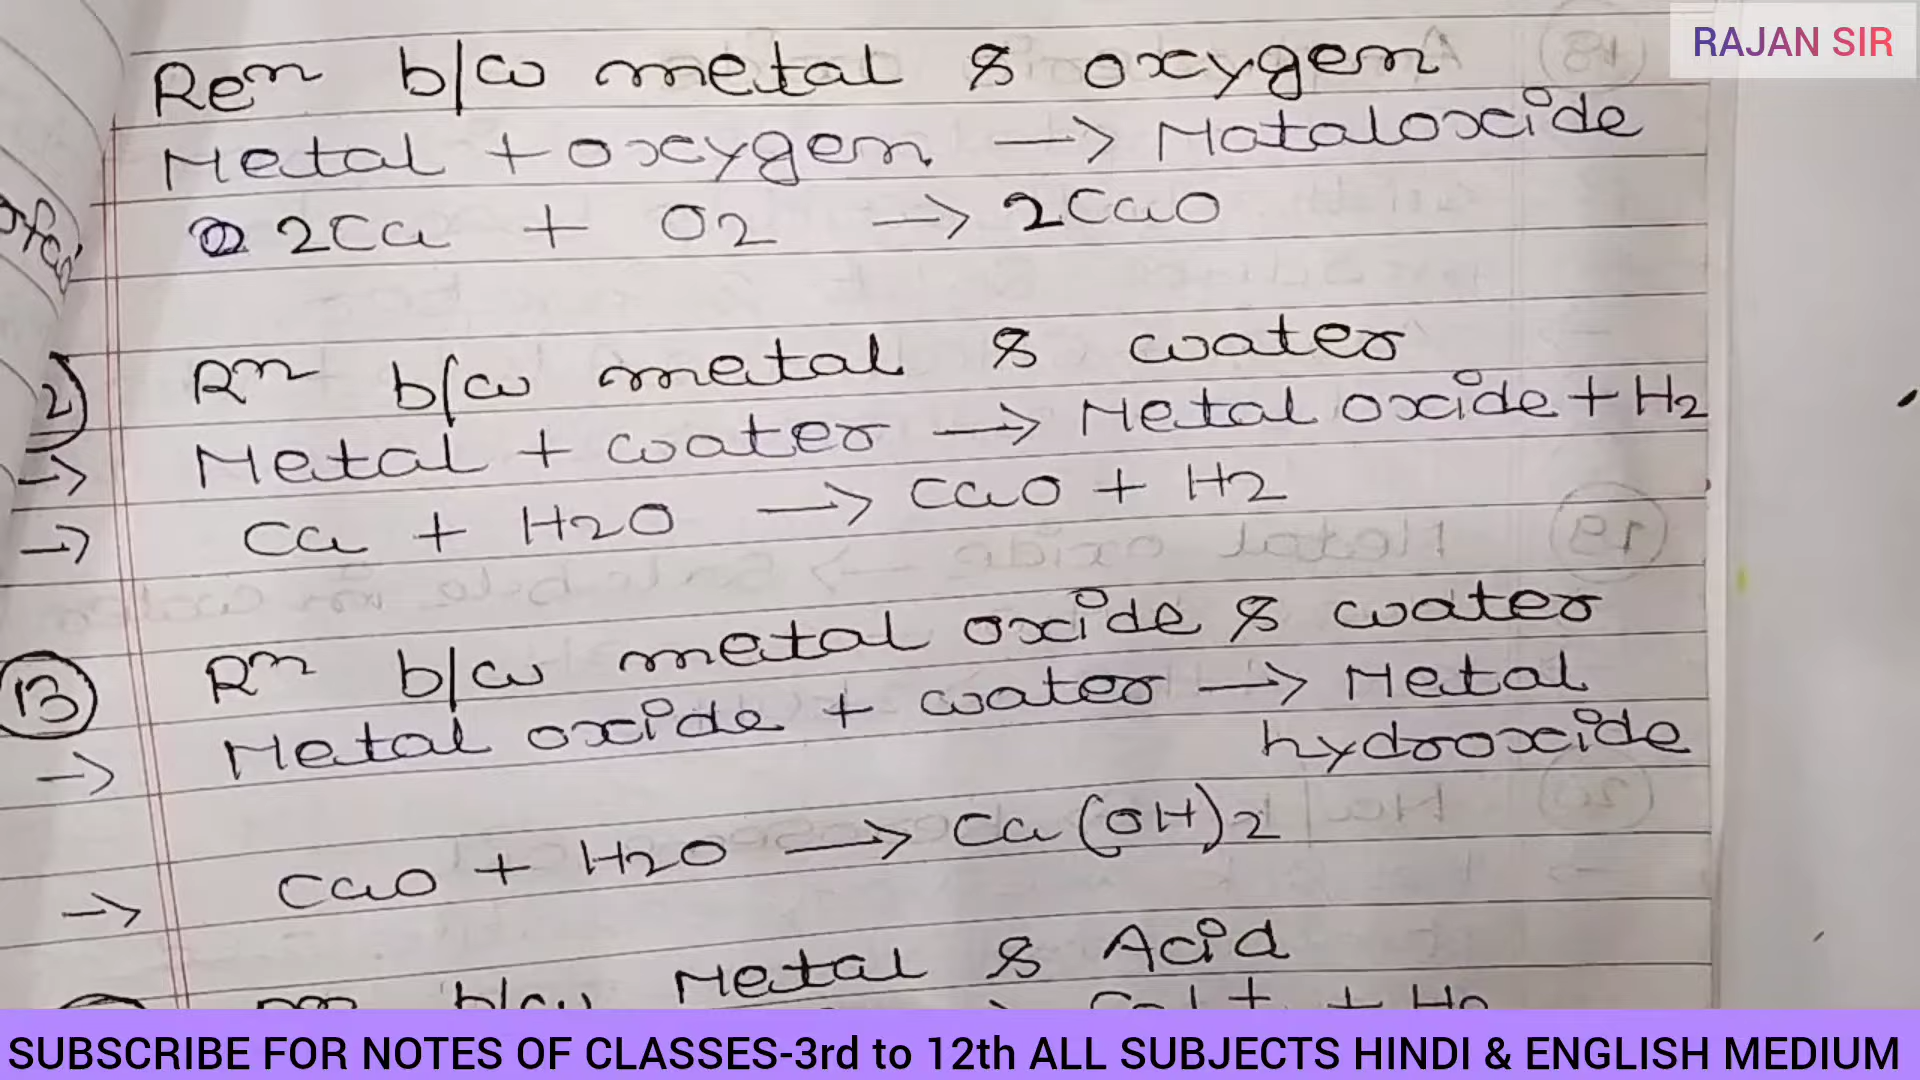 RAJAN SIR
Ren b/w metal & oxygen
Metal + oxygen → Mataloxide
2Ca + O2 → 2CaO
2) Rn b/w metal & water
→ Metal + water → Metal oxide + H2
→ Ca + H2O → CaO + H2
13 Rn b/w metal oxide & water
→ Metal oxide + water → Metal
hydroxide
→ CaO + H2O → Ca(OH)2
b/w Metal & Acid
SUBSCRIBE FOR NOTES OF CLASSES-3rd to 12th ALL SUBJECTS HINDI & ENGLISH MEDIUM